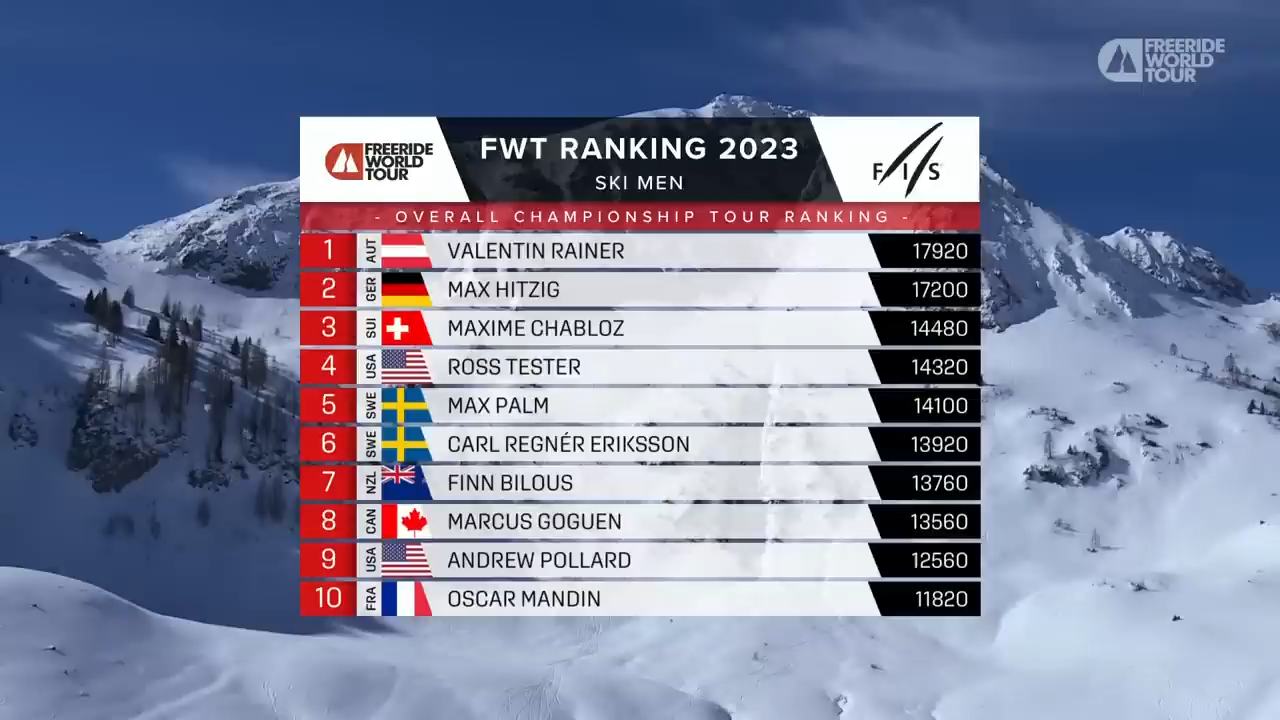 FREERIDE
WORLD
TOUR
FREERIDE
WORLD
TOUR
FWT RANKING 2023
SKI MEN
F I S
- OVERALL CHAMPIONSHIP TOUR RANKING -
1 AUT VALENTIN RAINER 17920
2 GER MAX HITZIG 17200
3 SUI MAXIME CHABLOZ 14480
4 USA ROSS TESTER 14320
5 SWE MAX PALM 14100
6 SWE CARL REGNÉR ERIKSSON 13920
7 NZL FINN BILOUS 13760
8 CAN MARCUS GOGUEN 13560
9 USA ANDREW POLLARD 12560
10 FRA OSCAR MANDIN 11820